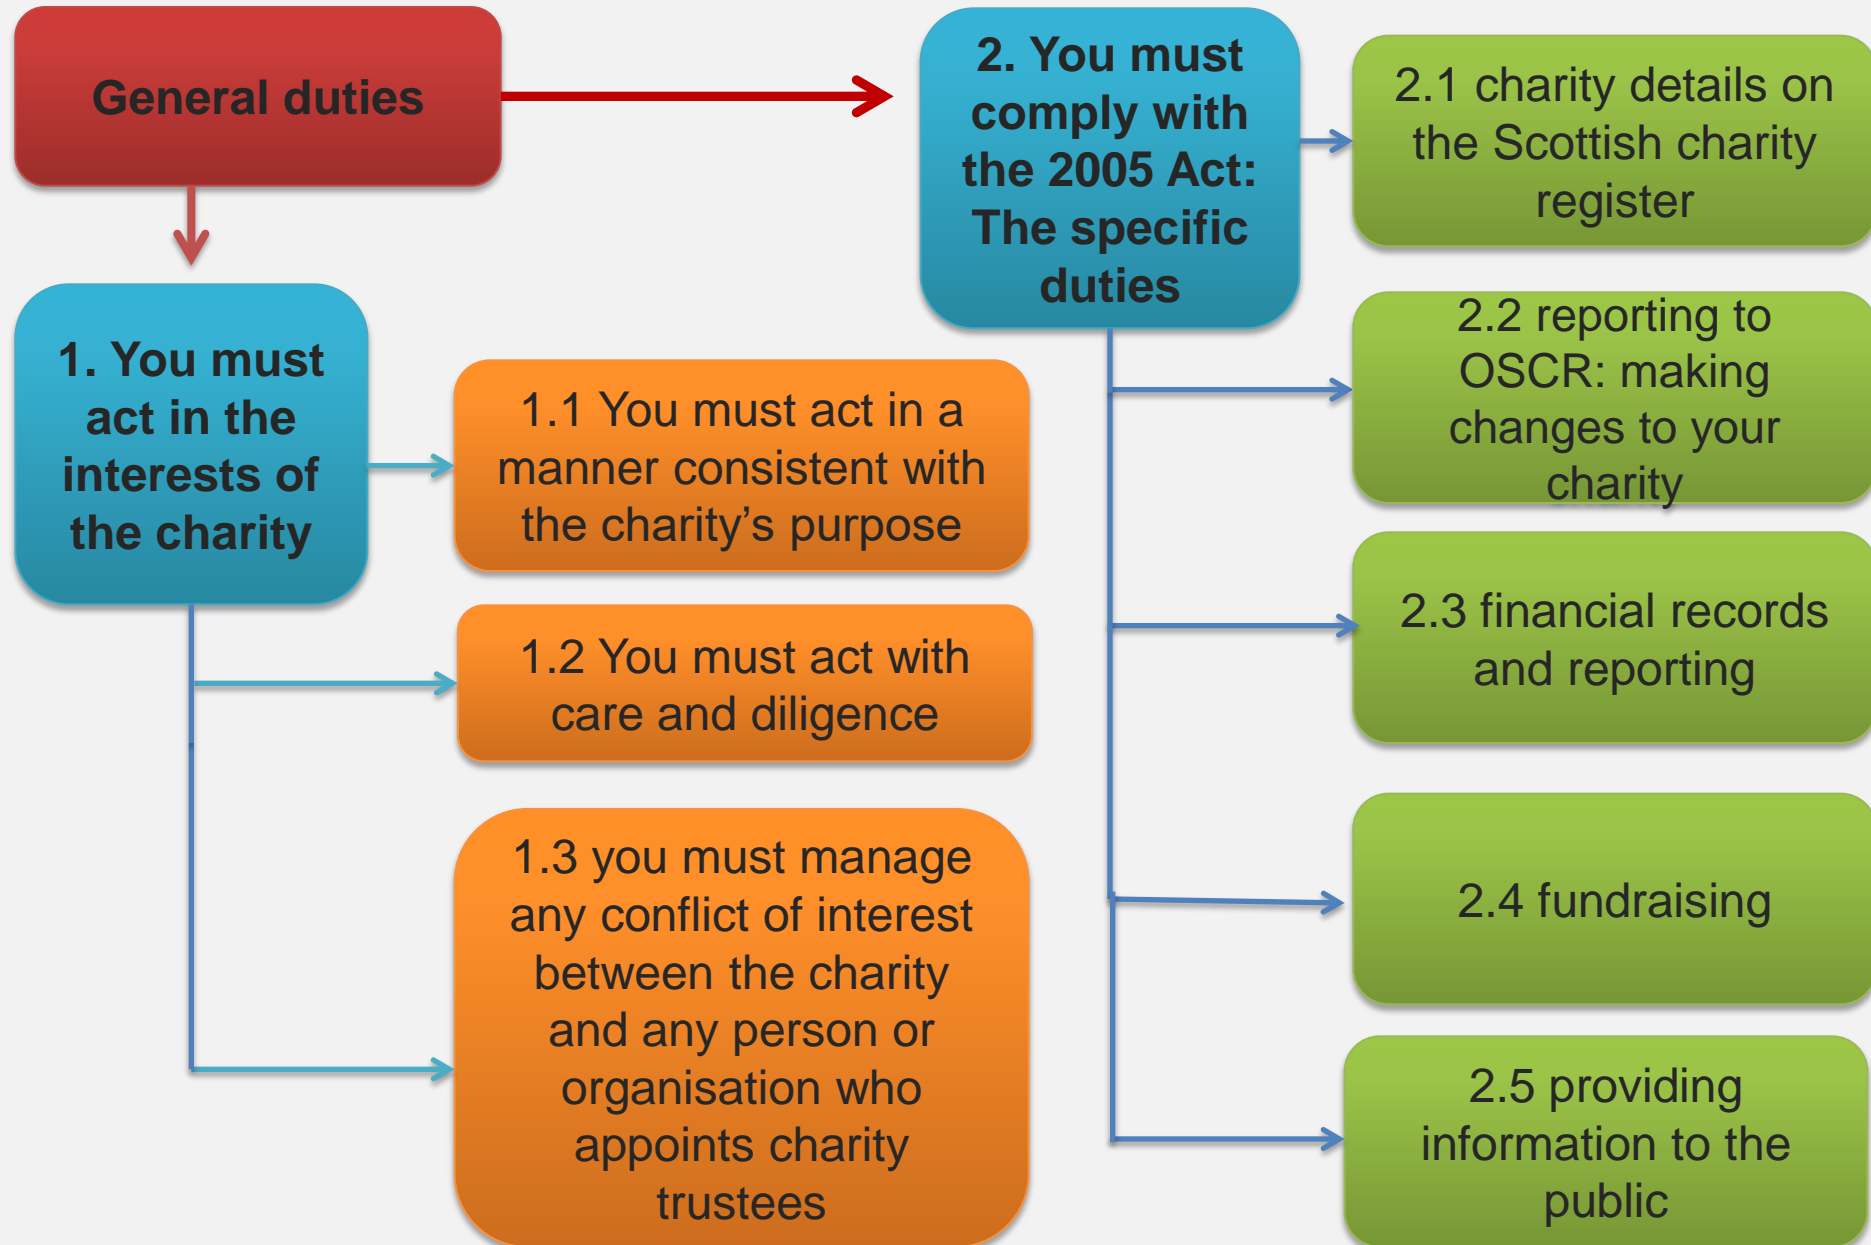 General duties
1. You must
act in the
interests of
the charity
1.1 You must act in a
manner consistent with
the charity’s purpose
1.2 You must act with
care and diligence
1.3 you must manage
any conflict of interest
between the charity
and any person or
organisation who
appoints charity
trustees
2. You must
comply with
the 2005 Act:
The specific
duties
2.1 charity details on
the Scottish charity
register
2.2 reporting to
OSCR: making
changes to your
charity
2.3 financial records
and reporting
2.4 fundraising
2.5 providing
information to the
public